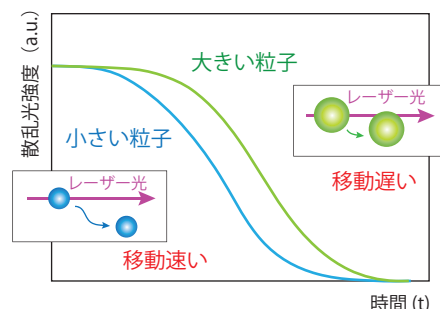 散乱光強度（a.u.）
大きい粒子
レーザー光
小さい粒子
移動遅い
レーザー光
移動速い
時間 (t)